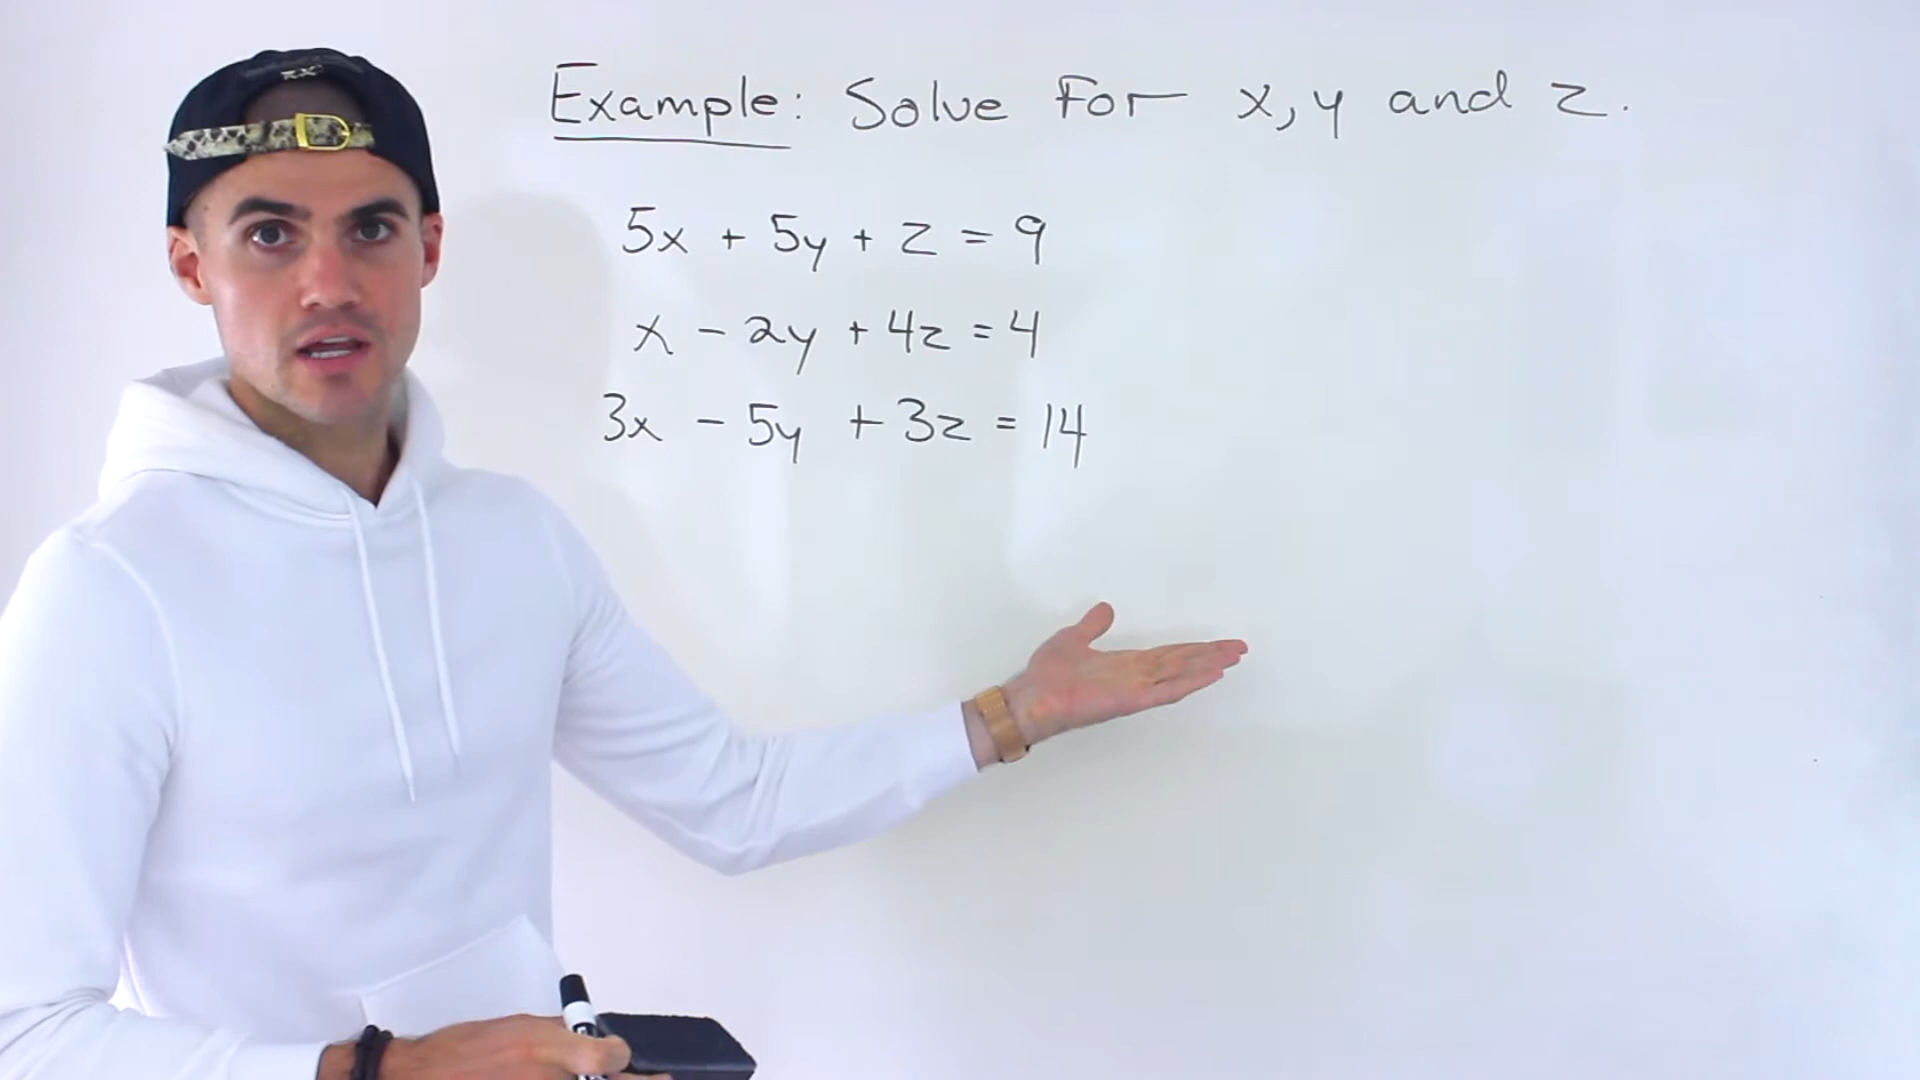 Example: Solve For x, y and z.
5x + 5y + z = 9
x - 2y + 4z = 4
3x - 5y + 3z = 14